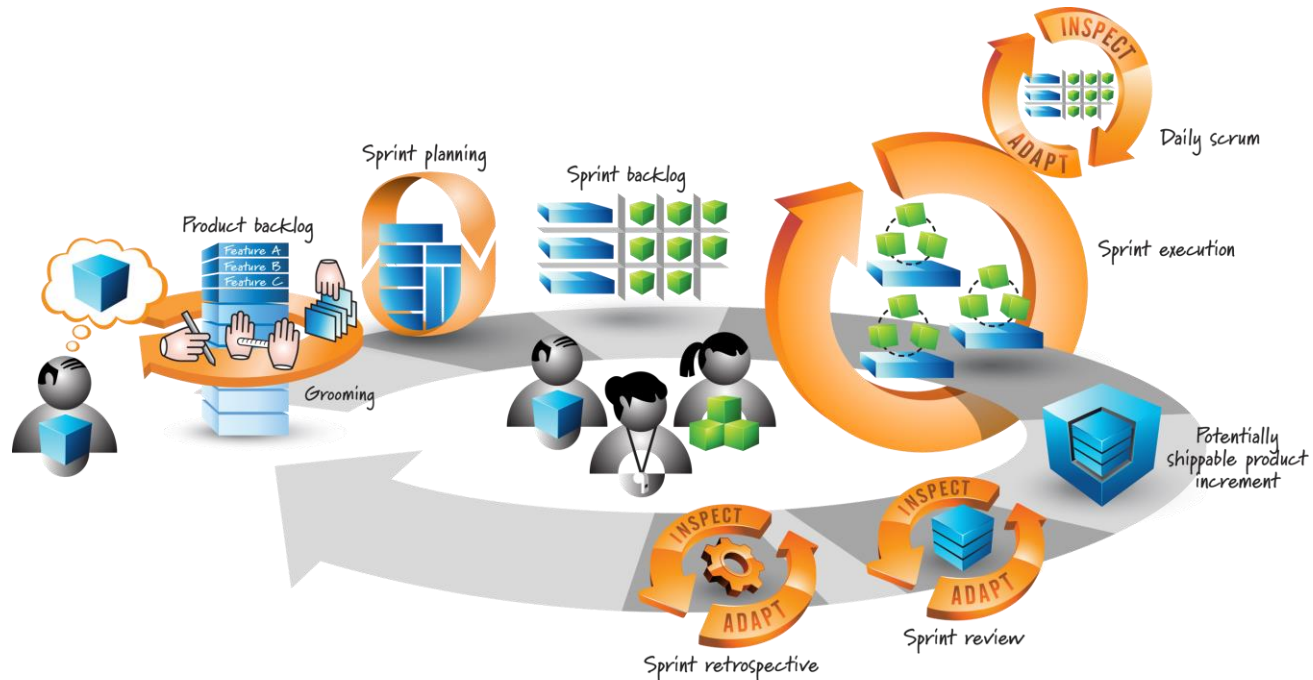 INSPECT
ADAPT
Daily scrum
Sprint planning
Sprint backlog
Product backlog
Feature A
Feature B
Feature C
Sprint execution
Grooming
Potentially
shippable product
increment
INSPECT
ADAPT
Sprint review
INSPECT
ADAPT
Sprint retrospective